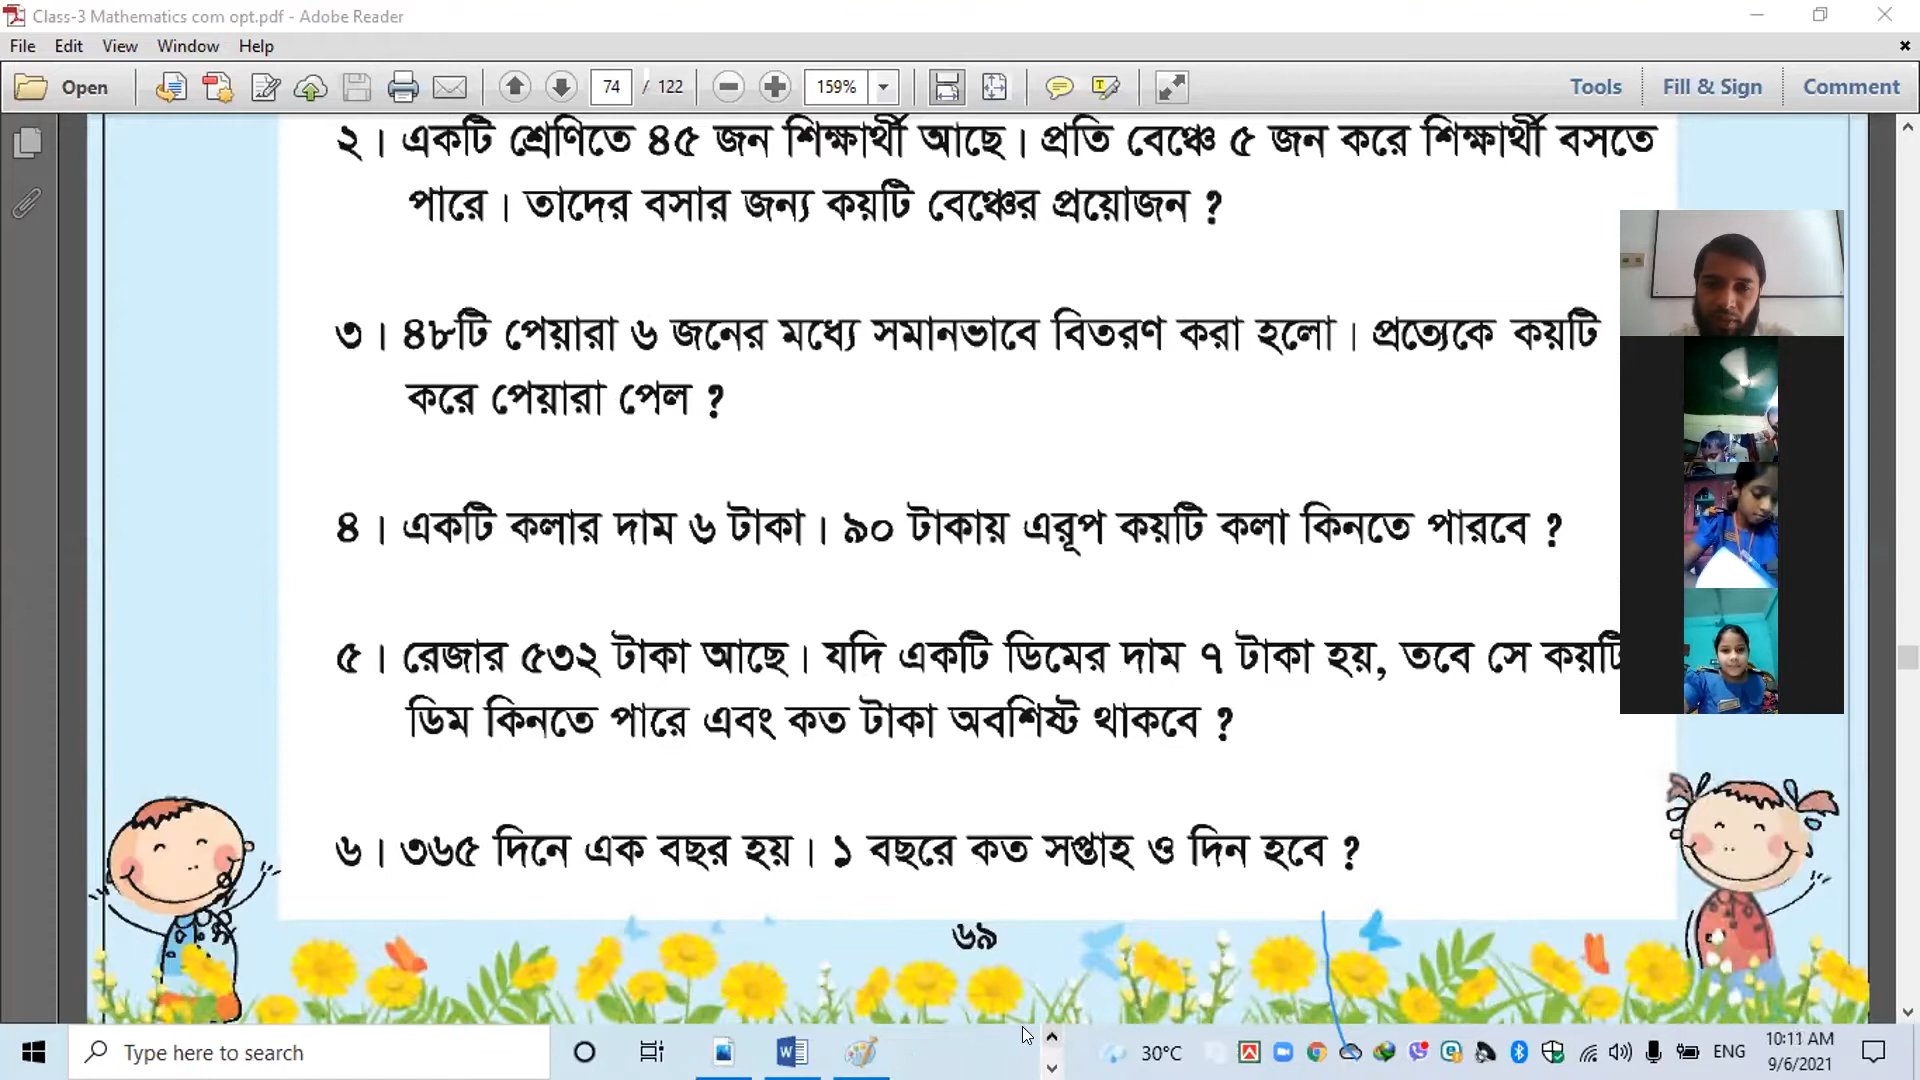 Class-3 Mathematics com opt.pdf - Adobe Reader
File Edit View Window Help
Open 74 / 122 159% Tools Fill & Sign Comment
২। একটি শ্রেণিতে ৪৫ জন শিক্ষার্থী আছে। প্রতি বেঞ্চে ৫ জন করে শিক্ষার্থী বসতে
পারে। তাদের বসার জন্য কয়টি বেঞ্চের প্রয়োজন ?
৩। ৪৮টি পেয়ারা ৬ জনের মধ্যে সমানভাবে বিতরণ করা হলো। প্রত্যেকে কয়টি
করে পেয়ারা পেল ?
৪। একটি কলার দাম ৬ টাকা। ৯০ টাকায় এরূপ কয়টি কলা কিনতে পারবে ?
৫। রেজার ৫৩২ টাকা আছে। যদি একটি ডিমের দাম ৭ টাকা হয়, তবে সে কয়টি
ডিম কিনতে পারে এবং কত টাকা অবশিষ্ট থাকবে ?
৬। ৩৬৫ দিনে এক বছর হয়। ১ বছরে কত সপ্তাহ ও দিন হবে ?
৬৯
Type here to search 30°C ENG 10:11 AM
9/6/2021